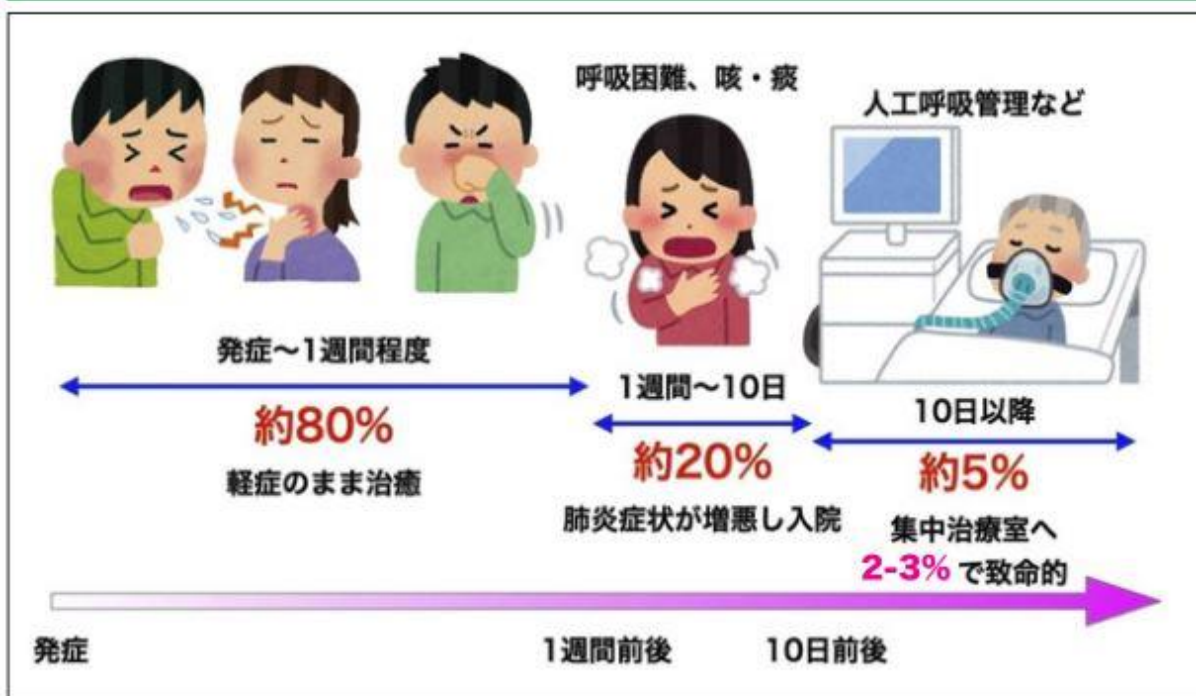 呼吸困難、咳・痰
人工呼吸管理など
発症〜1週間程度
約80%
軽症のまま治癒
1週間〜10日
約20%
肺炎症状が増悪し入院
10日以降
約5%
集中治療室へ
2-3% で致命的
発症
1週間前後
10日前後